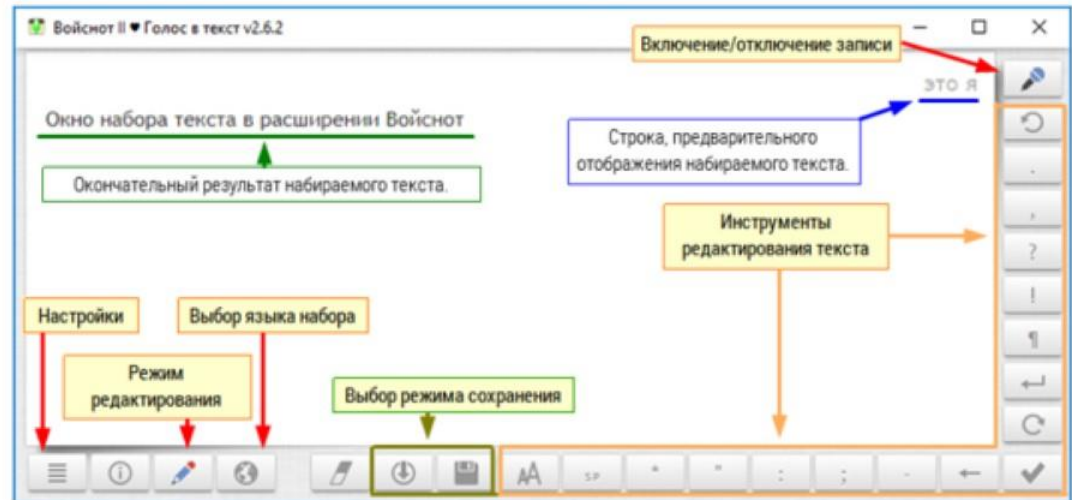 Войснот II ♥ Голос в текст v2.6.2
Включение/отключение записи
это я
Окно набора текста в расширении Войснот
Строка, предварительного
отображения набираемого текста.
Окончательный результат набираемого текста.
Инструменты
редактирования текста
Настройки
Выбор языка набора
Режим
редактирования
Выбор режима сохранения
.
,
?
!
¶
AA
SP
"
:
;
-